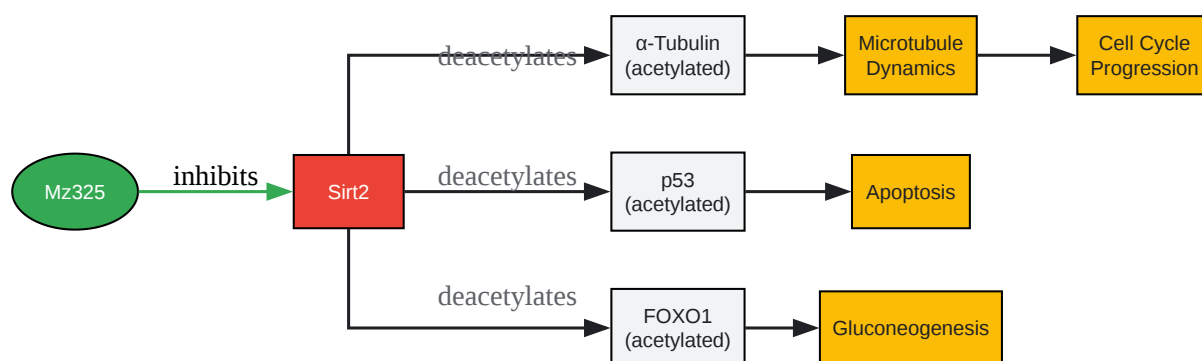 deacetylates
α-Tubulin
(acetylated)
Microtubule
Dynamics
Cell Cycle
Progression
Mz325
inhibits
Sirt2
deacetylates
p53
(acetylated)
Apoptosis
deacetylates
FOXO1
(acetylated)
Gluconeogenesis